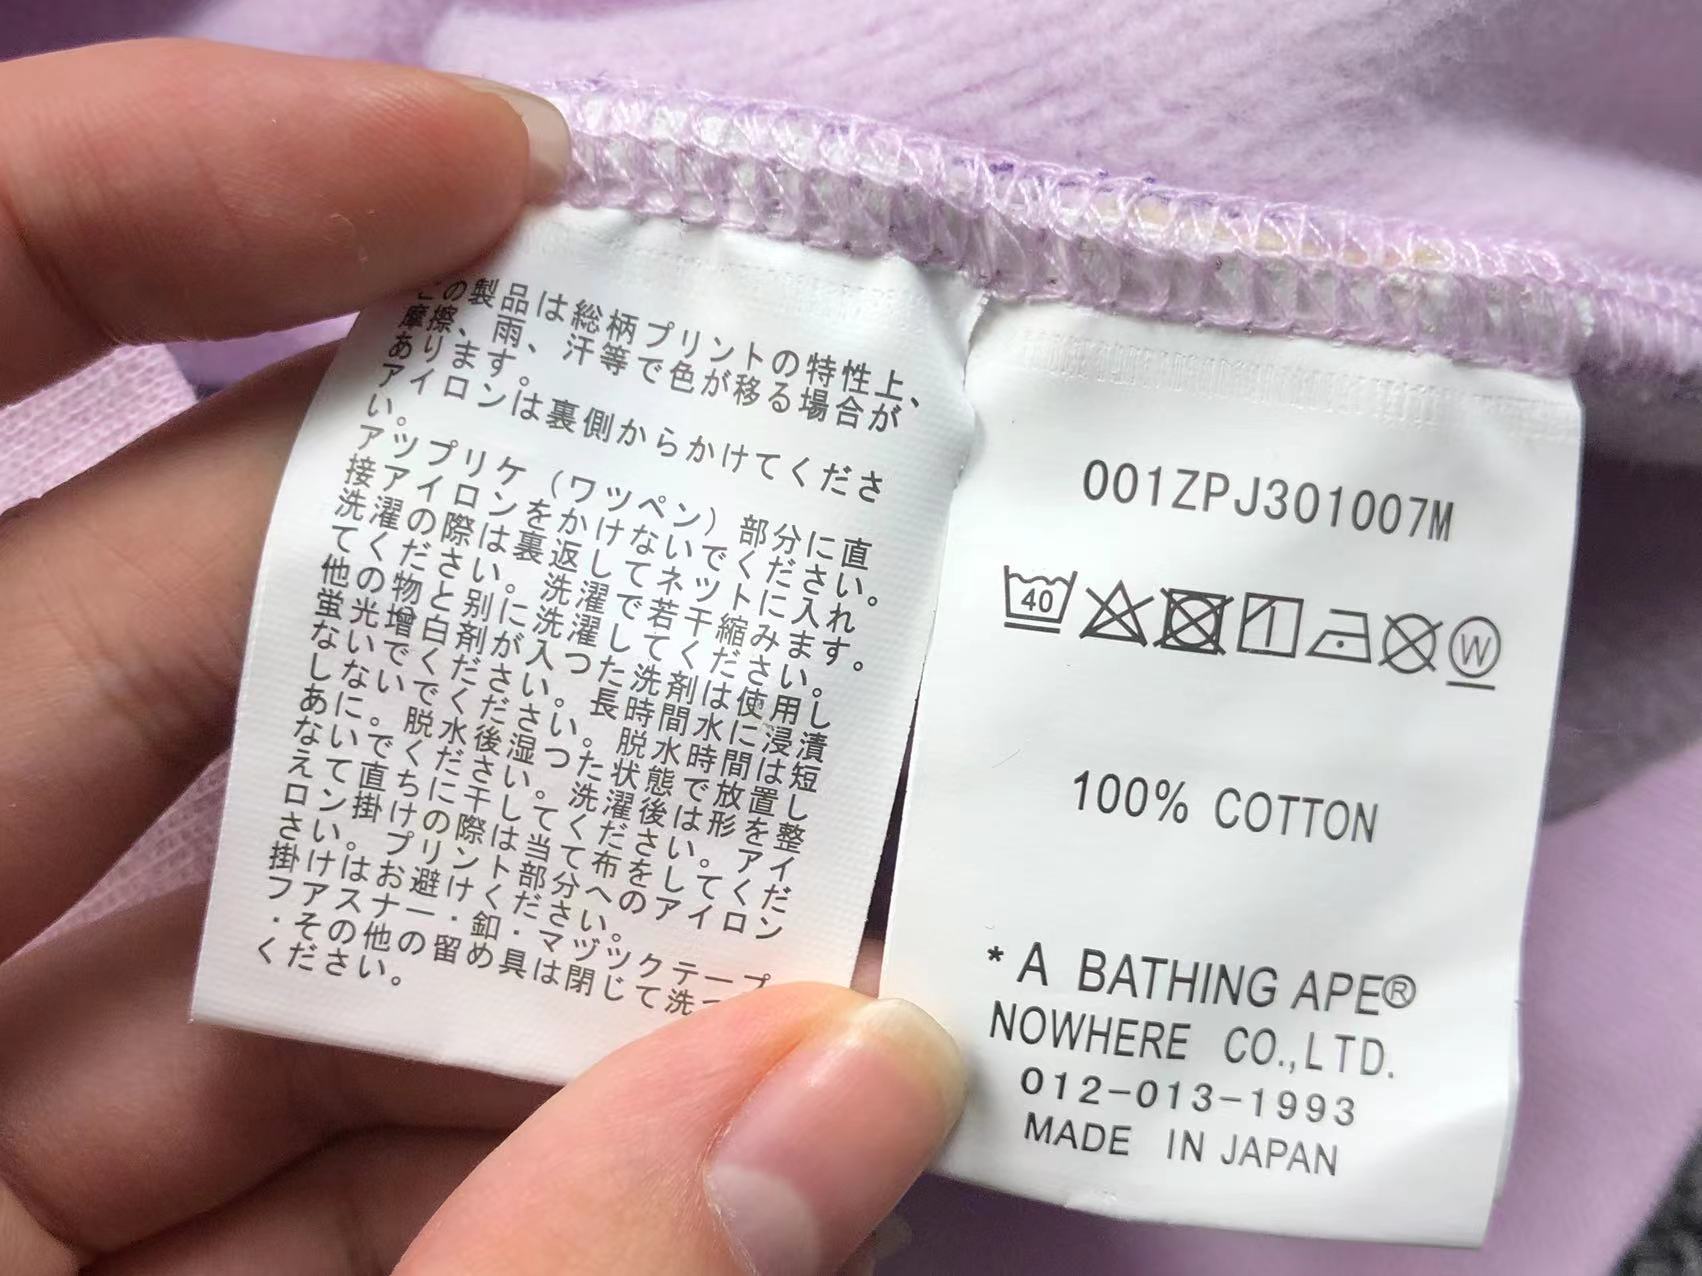 この製品は総柄プリントの特性上、
摩擦、雨、汗等で色が移る場合が
あります。
アイロンは裏側からかけてくださ
い。
アツプリケ（ワツペン）部分に直
接アイロンをかけないでください。
洗濯の際は裏返してネツトに入れ
てください。洗濯で若干縮みます。
他の物と別に洗濯してください。
蛍光増白剤が入つた洗剤は使用し
ないでください。長時間水に浸漬
しないでください。脱水時間は短
めに。脱水後湿つた状態で放置し
ないでください。洗濯後は形を整
えて直ちに干してください。アイ
ロン掛けの際は当て布をしてくだ
さい。プリント部分へのアイロン
掛けはお避けください。
ファスナー・釦・マヅックテープ
・その他の留め具は閉じて洗っ
ください。
001ZPJ301007M
40
W
100% COTTON
* A BATHING APE®
NOWHERE CO.,LTD.
012-013-1993
MADE IN JAPAN